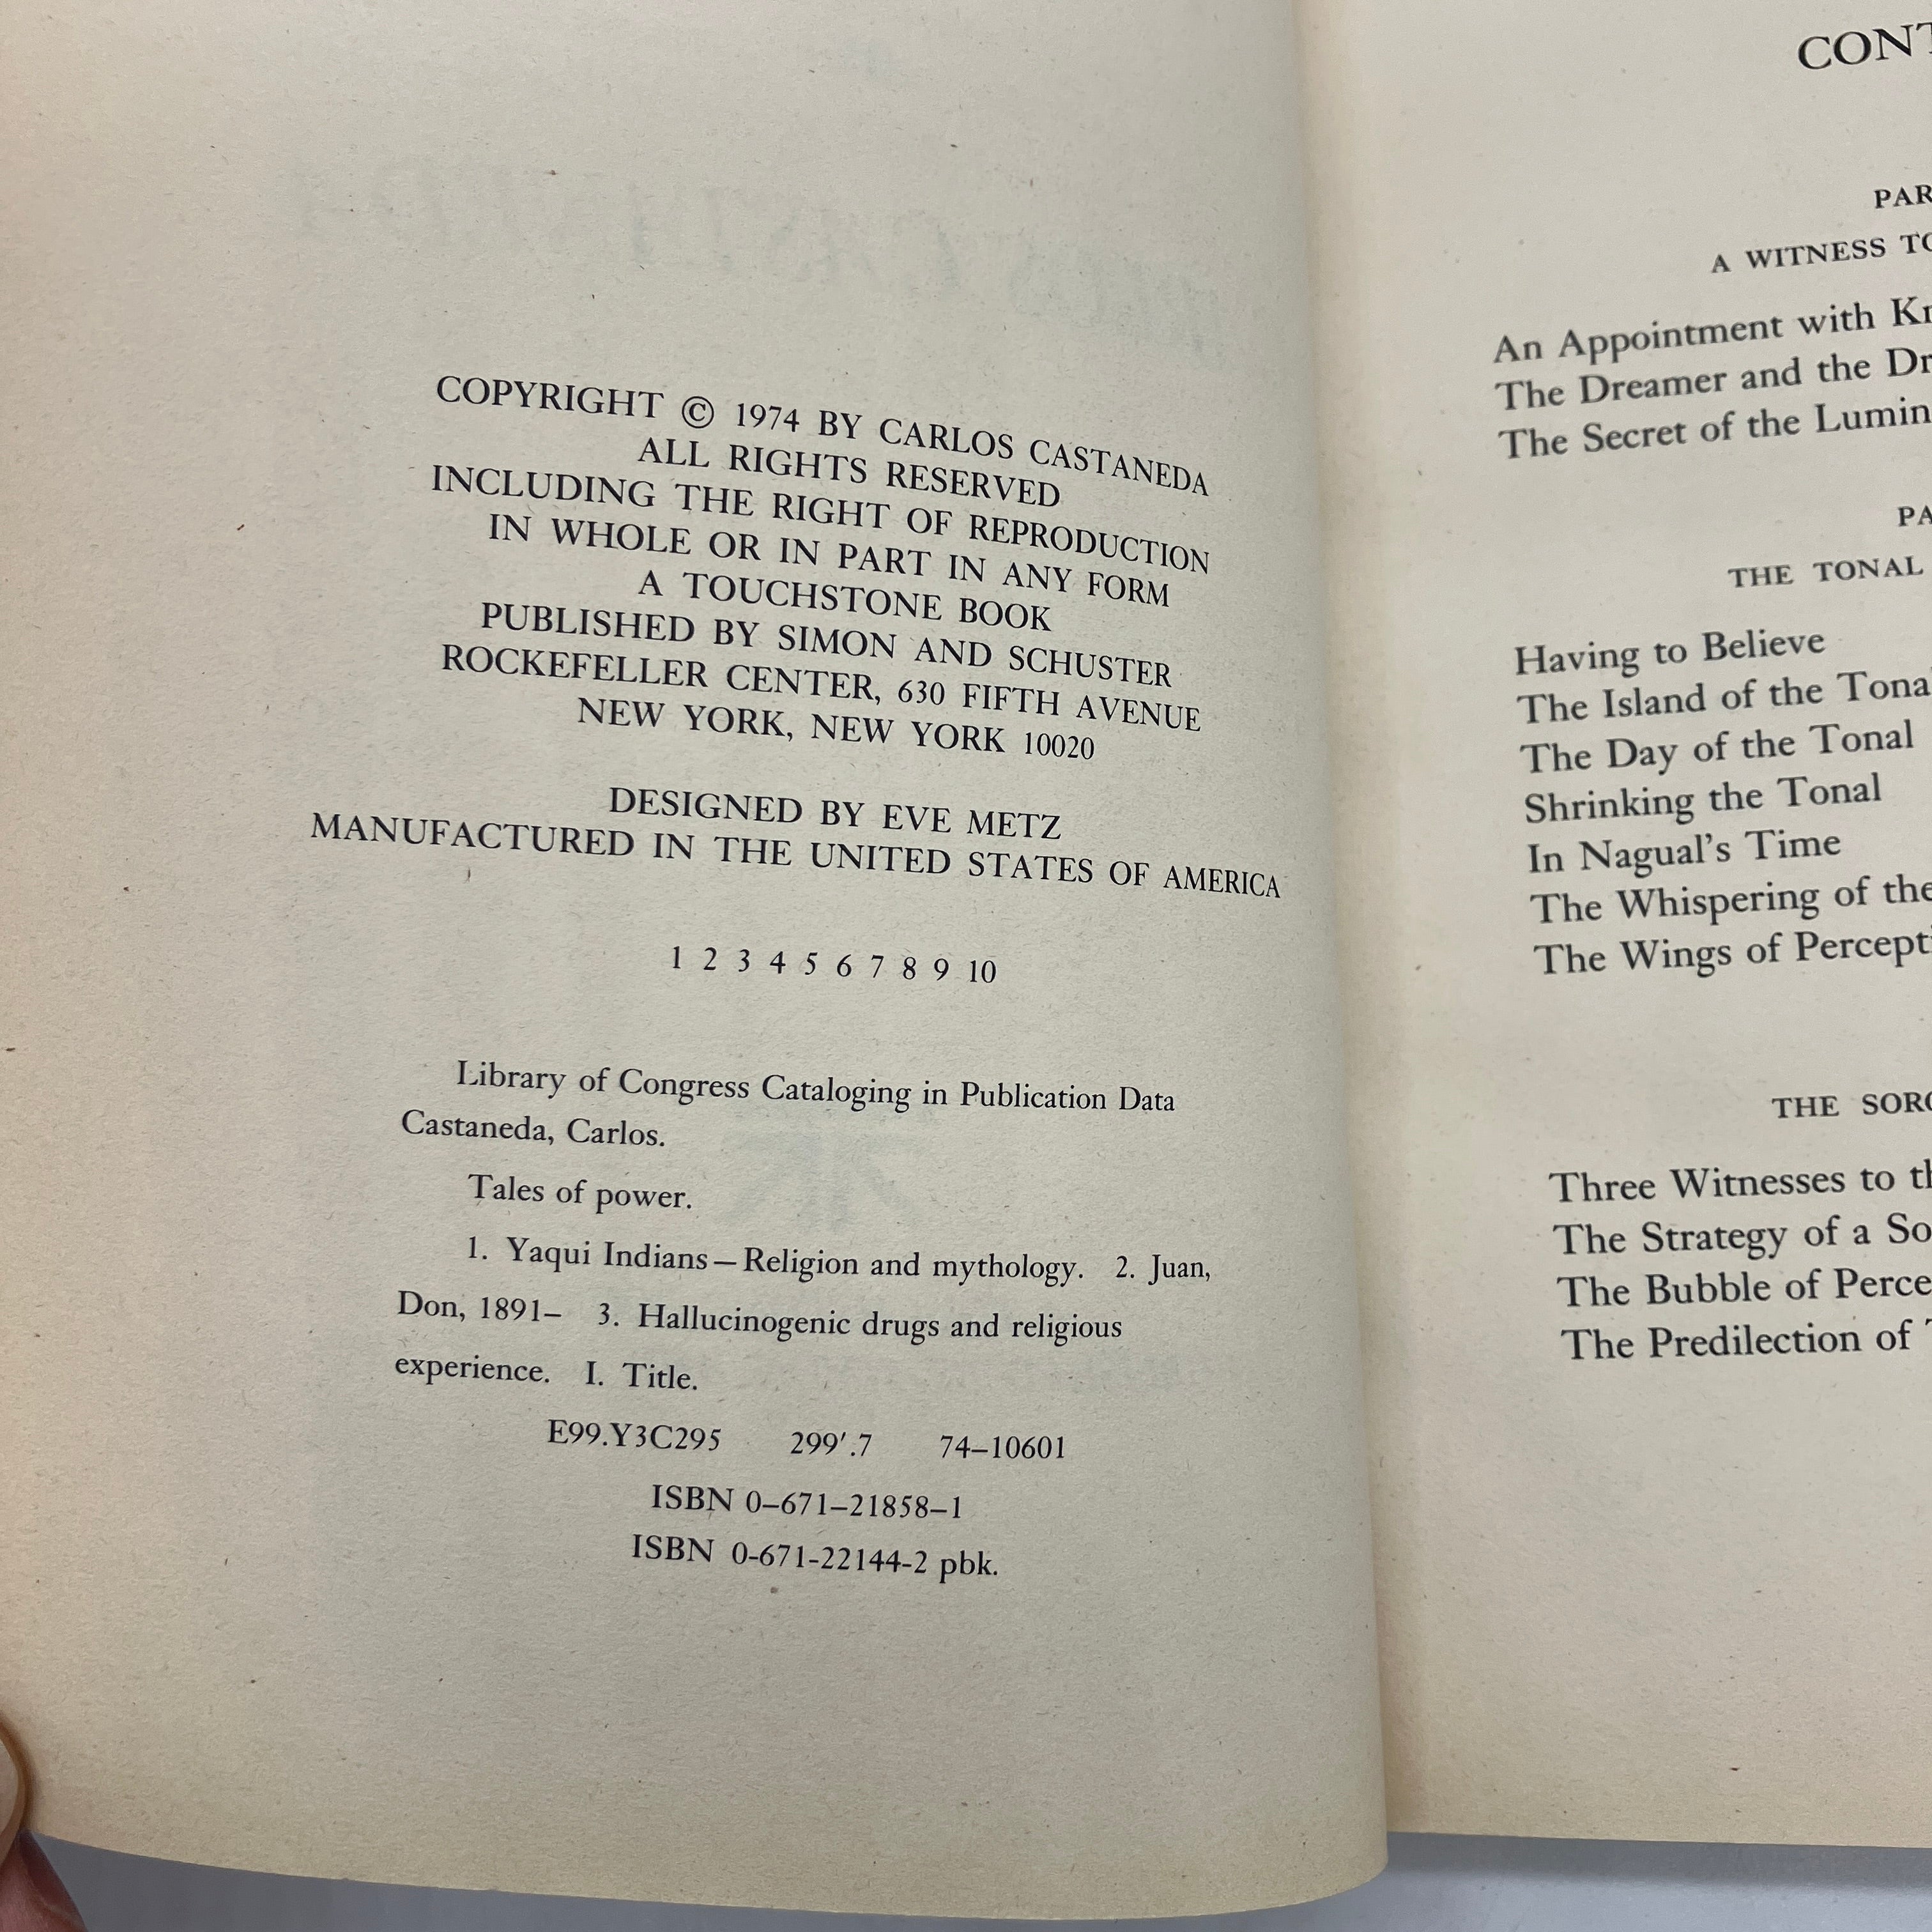 COPYRIGHT © 1974 BY CARLOS CASTANEDA
ALL RIGHTS RESERVED
INCLUDING THE RIGHT OF REPRODUCTION
IN WHOLE OR IN PART IN ANY FORM
A TOUCHSTONE BOOK
PUBLISHED BY SIMON AND SCHUSTER
ROCKEFELLER CENTER, 630 FIFTH AVENUE
NEW YORK, NEW YORK 10020
DESIGNED BY EVE METZ
MANUFACTURED IN THE UNITED STATES OF AMERICA
1 2 3 4 5 6 7 8 9 10
Library of Congress Cataloging in Publication Data
Castaneda, Carlos.
Tales of power.
1. Yaqui Indians—Religion and mythology. 2. Juan,
Don, 1891– 3. Hallucinogenic drugs and religious
experience. I. Title.
E99.Y3C295 299'.7 74–10601
ISBN 0–671–21858–1
ISBN 0-671-22144-2 pbk.
CONT
PAR
A WITNESS TO
An Appointment with Kn
The Dreamer and the Dr
The Secret of the Lumin
PA
THE TONAL
Having to Believe
The Island of the Tona
The Day of the Tonal
Shrinking the Tonal
In Nagual's Time
The Whispering of the
The Wings of Percepti
THE SORC
Three Witnesses to th
The Strategy of a So
The Bubble of Perce
The Predilection of